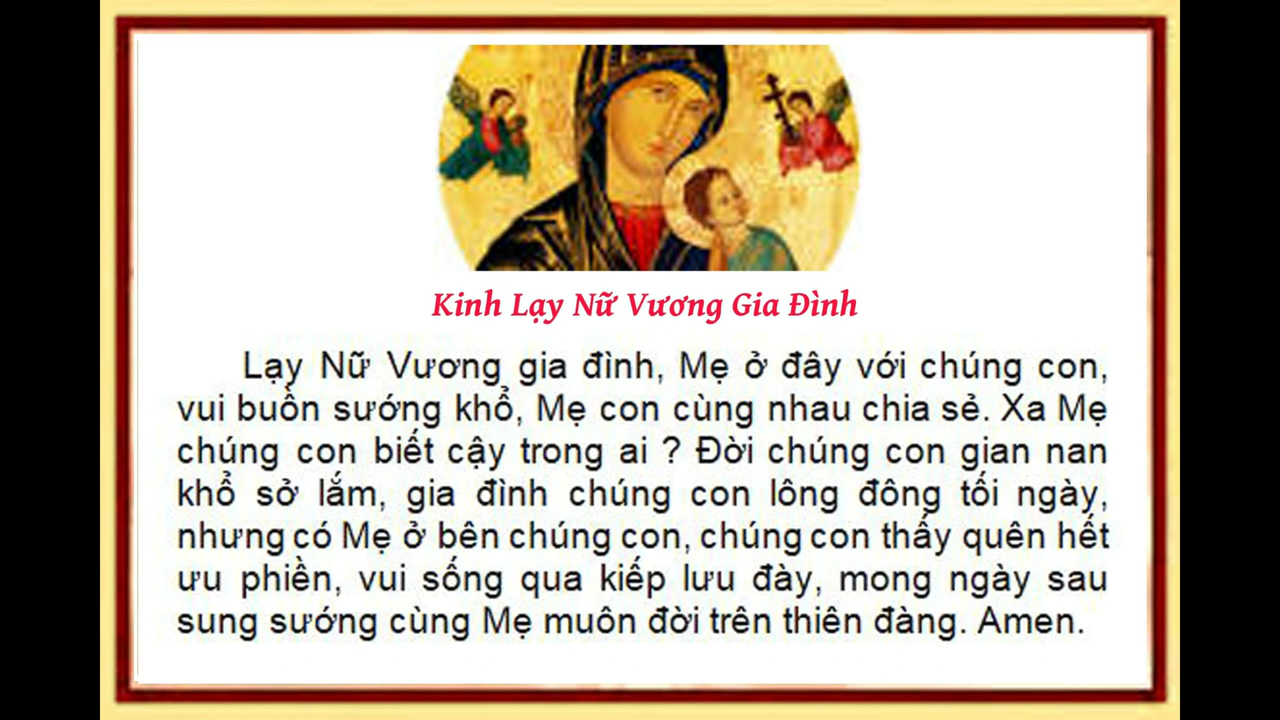 Kinh Lạy Nữ Vương Gia Đình
Lạy Nữ Vương gia đình, Mẹ ở đây với chúng con,
vui buồn sướng khổ, Mẹ con cùng nhau chia sẻ. Xa Mẹ
chúng con biết cậy trong ai ? Đời chúng con gian nan
khổ sở lắm, gia đình chúng con lông đông tối ngày,
nhưng có Mẹ ở bên chúng con, chúng con thấy quên hết
ưu phiền, vui sống qua kiếp lưu đày, mong ngày sau
sung sướng cùng Mẹ muôn đời trên thiên đàng. Amen.